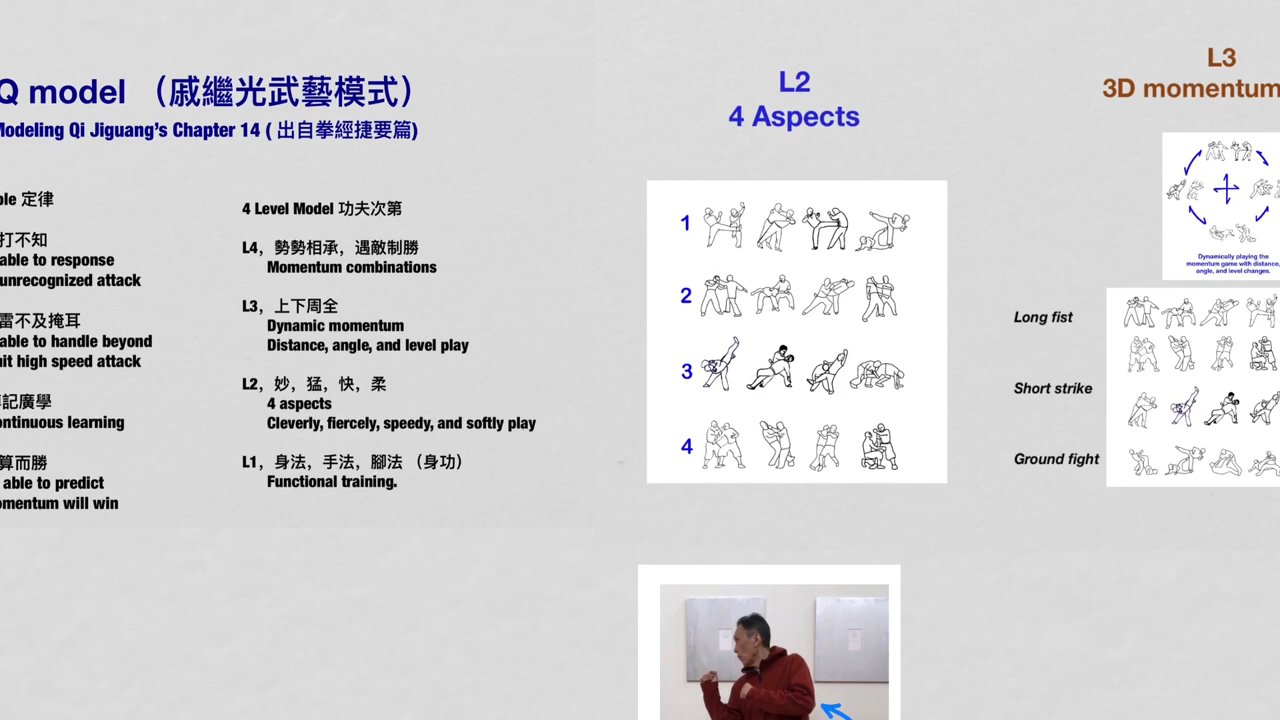 Q model （戚繼光武藝模式）
Modeling Qi Jiguang’s Chapter 14 ( 出自拳經捷要篇)
定律
打不知
able to response
unrecognized attack
雷不及掩耳
able to handle beyond
high speed attack
記廣學
continuous learning
算而勝
able to predict
momentum will win
4 Level Model 功夫次第
L4，勢勢相承，遇敵制勝
Momentum combinations
L3，上下周全
Dynamic momentum
Distance, angle, and level play
L2，妙，猛，快，柔
4 aspects
Cleverly, fiercely, speedy, and softly play
L1，身法，手法，腳法 （身功）
Functional training.
L2
4 Aspects
1
2
3
4
L3
3D momentum
Dynamically playing the
momentum game with distance,
angle, and level changes.
Long fist
Short strike
Ground fight